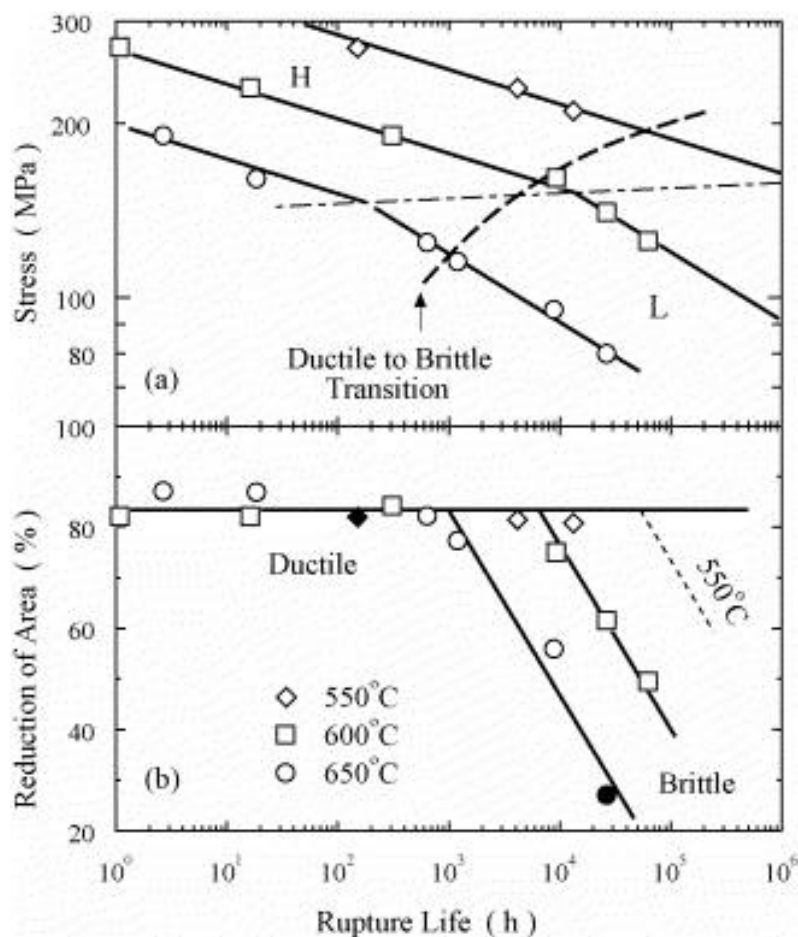 300
200
100
80
100
Stress ( MPa )
H
L
Ductile to Brittle
Transition
(a)
100
80
60
40
20
Reduction of Area ( % )
Ductile
550°C
550°C
600°C
650°C
Brittle
(b)
10⁰ 10¹ 10² 10³ 10⁴ 10⁵ 10⁶
Rupture Life ( h )